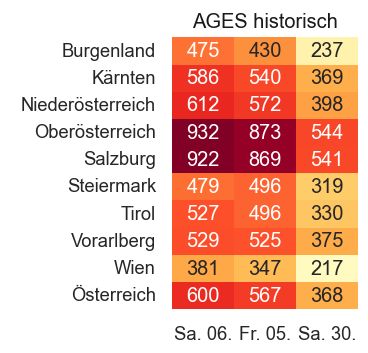 AGES historisch
Burgenland 475 430 237
Kärnten 586 540 369
Niederösterreich 612 572 398
Oberösterreich 932 873 544
Salzburg 922 869 541
Steiermark 479 496 319
Tirol 527 496 330
Vorarlberg 529 525 375
Wien 381 347 217
Österreich 600 567 368
Sa. 06. Fr. 05. Sa. 30.